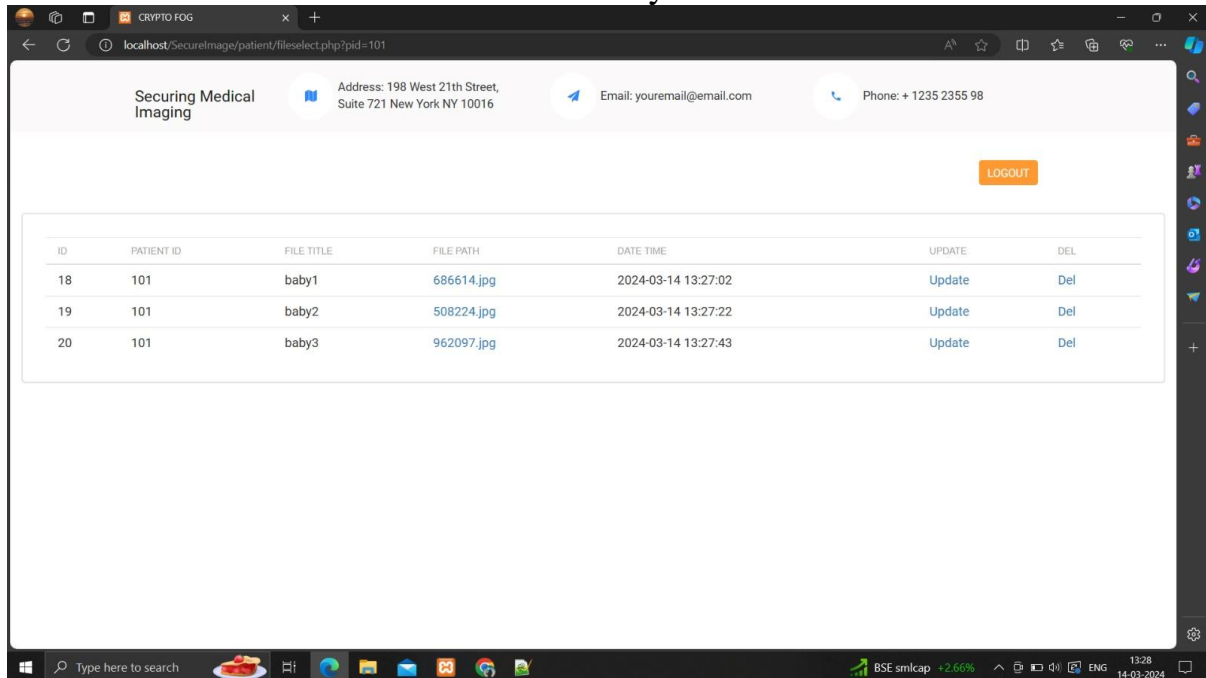 CRYPTO FOG
localhost/SecureImage/patient/fileselect.php?pid=101
Securing Medical
Imaging
Address: 198 West 21th Street,
Suite 721 New York NY 10016
Email: youremail@email.com
Phone: + 1235 2355 98
LOGOUT
ID PATIENT ID FILE TITLE FILE PATH DATE TIME UPDATE DEL
18 101 baby1 686614.jpg 2024-03-14 13:27:02 Update Del
19 101 baby2 508224.jpg 2024-03-14 13:27:22 Update Del
20 101 baby3 962097.jpg 2024-03-14 13:27:43 Update Del
Type here to search
BSE smlcap +2.66%
ENG
13:28
14-03-2024